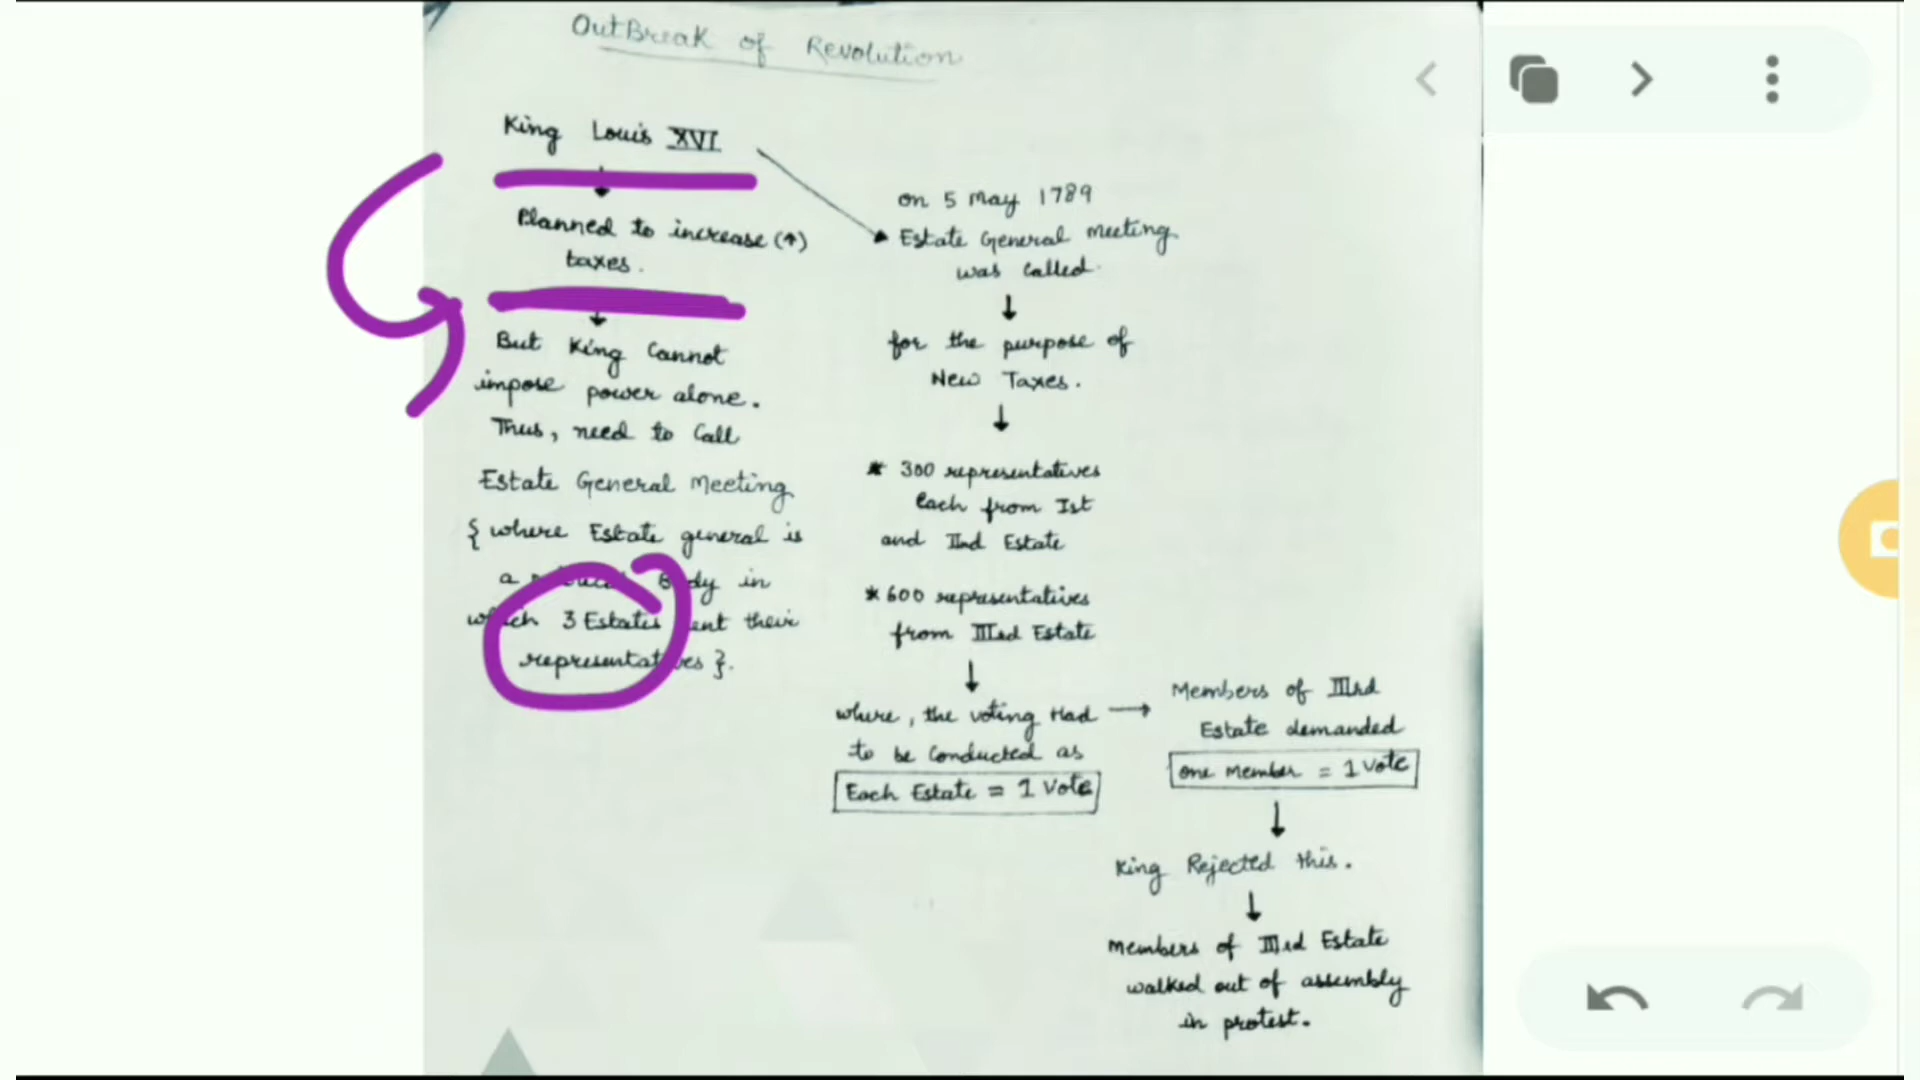 OutBreak of Revolution
King Louis XVI
Planned to increase (↑)
taxes.
But King Cannot
impose power alone.
Thus, need to Call
Estate General Meeting
{ where Estate general is
a Body in
which 3 Estates sent their
representatives }.
on 5 May 1789
Estate General Meeting
was Called.
for the purpose of
New Taxes.
* 300 representatives
Each from Ist
and IInd Estate
* 600 representatives
from IIIrd Estate
where, the voting Had
to be Conducted as
Each Estate = 1 Vote
Members of IIIrd
Estate demanded
one Member = 1 Vote
King Rejected this.
Members of IIIrd Estate
walked out of assembly
in protest.